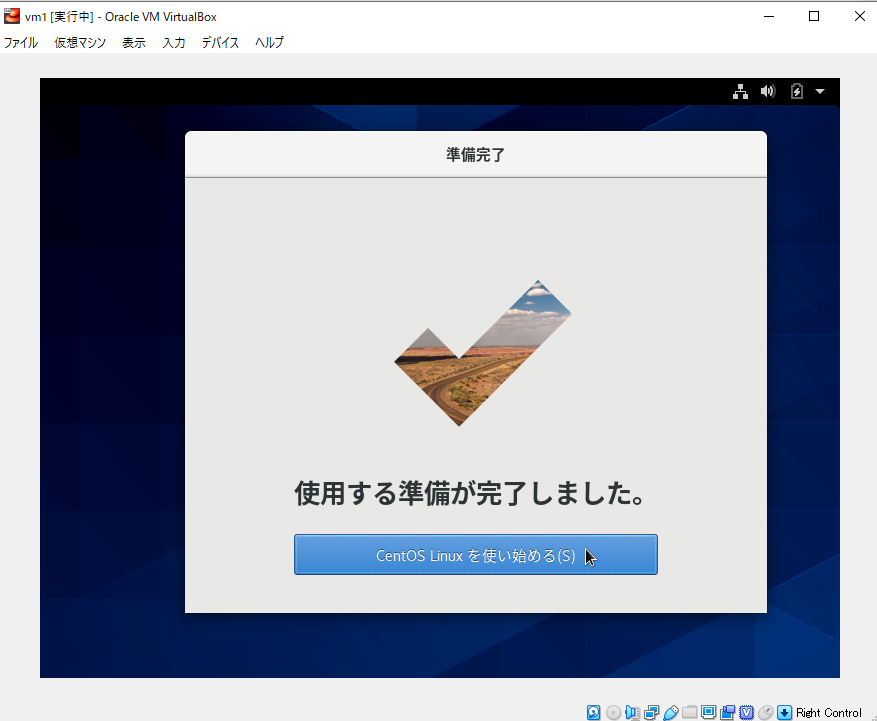 vm1 [実行中] - Oracle VM VirtualBox
ファイル 仮想マシン 表示 入力 デバイス ヘルプ
準備完了
使用する準備が完了しました。
CentOS Linux を使い始める(S)
Right Control